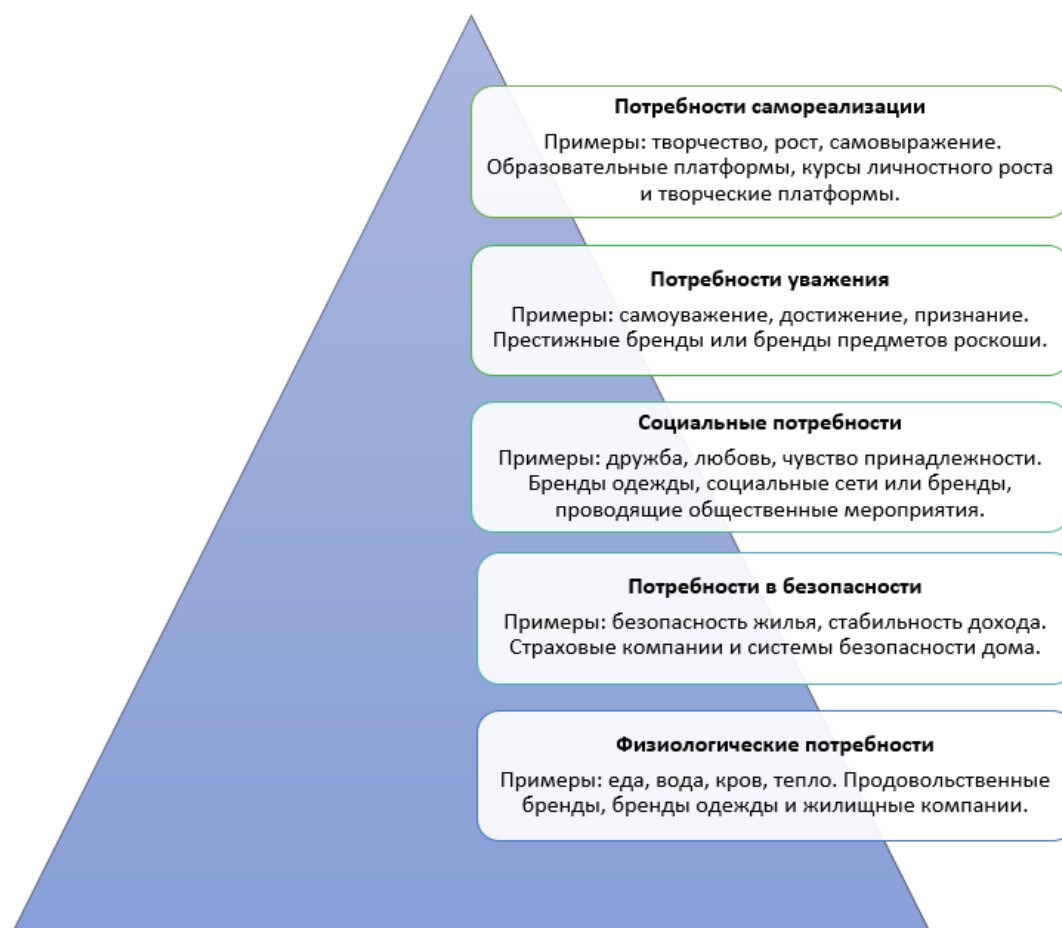 Потребности самореализации
Примеры: творчество, рост, самовыражение.
Образовательные платформы, курсы личностного роста
и творческие платформы.
Потребности уважения
Примеры: самоуважение, достижение, признание.
Престижные бренды или бренды предметов роскоши.
Социальные потребности
Примеры: дружба, любовь, чувство принадлежности.
Бренды одежды, социальные сети или бренды,
проводящие общественные мероприятия.
Потребности в безопасности
Примеры: безопасность жилья, стабильность дохода.
Страховые компании и системы безопасности дома.
Физиологические потребности
Примеры: еда, вода, кров, тепло. Продовольственные
бренды, бренды одежды и жилищные компании.